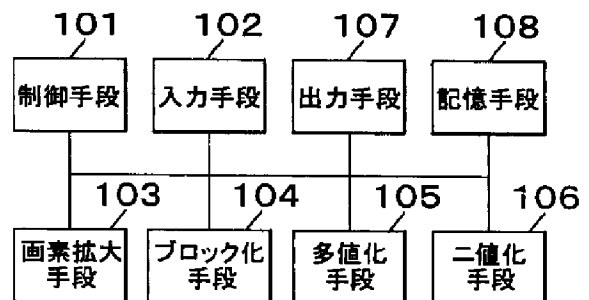 101 102 107 108
制御手段 入力手段 出力手段 記憶手段
103 104 105 106
画素拡大 ブロック化 多値化 二値化
手段 手段 手段 手段